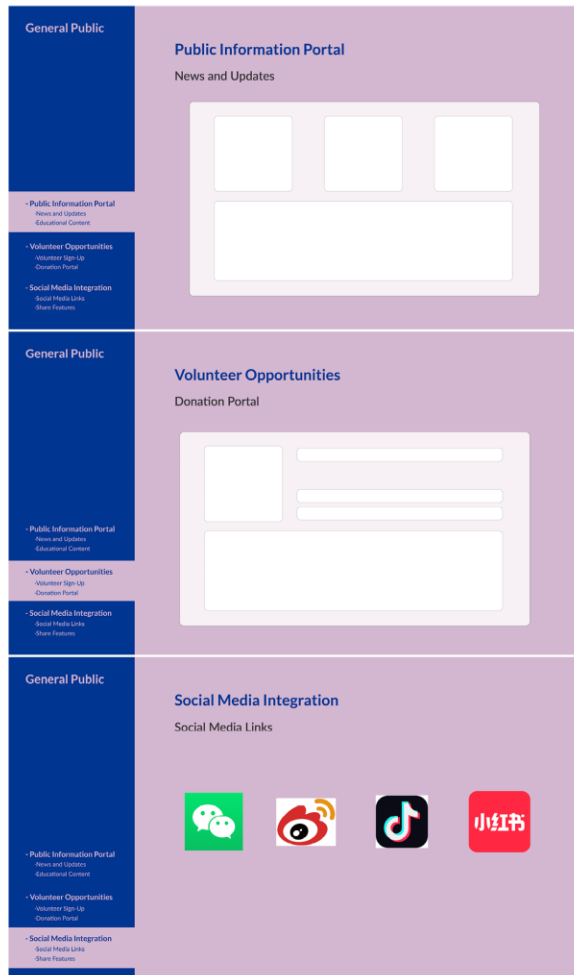 General Public
Public Information Portal
News and Updates
- Public Information Portal
-News and Updates
-Educational Content
- Volunteer Opportunities
-Volunteer Sign-Up
-Donation Portal
- Social Media Integration
-Social Media Links
-Share Features
General Public
Volunteer Opportunities
Donation Portal
- Public Information Portal
-News and Updates
-Educational Content
- Volunteer Opportunities
-Volunteer Sign-Up
-Donation Portal
- Social Media Integration
-Social Media Links
-Share Features
General Public
Social Media Integration
Social Media Links
小红书
- Public Information Portal
-News and Updates
-Educational Content
- Volunteer Opportunities
-Volunteer Sign-Up
-Donation Portal
- Social Media Integration
-Social Media Links
-Share Features